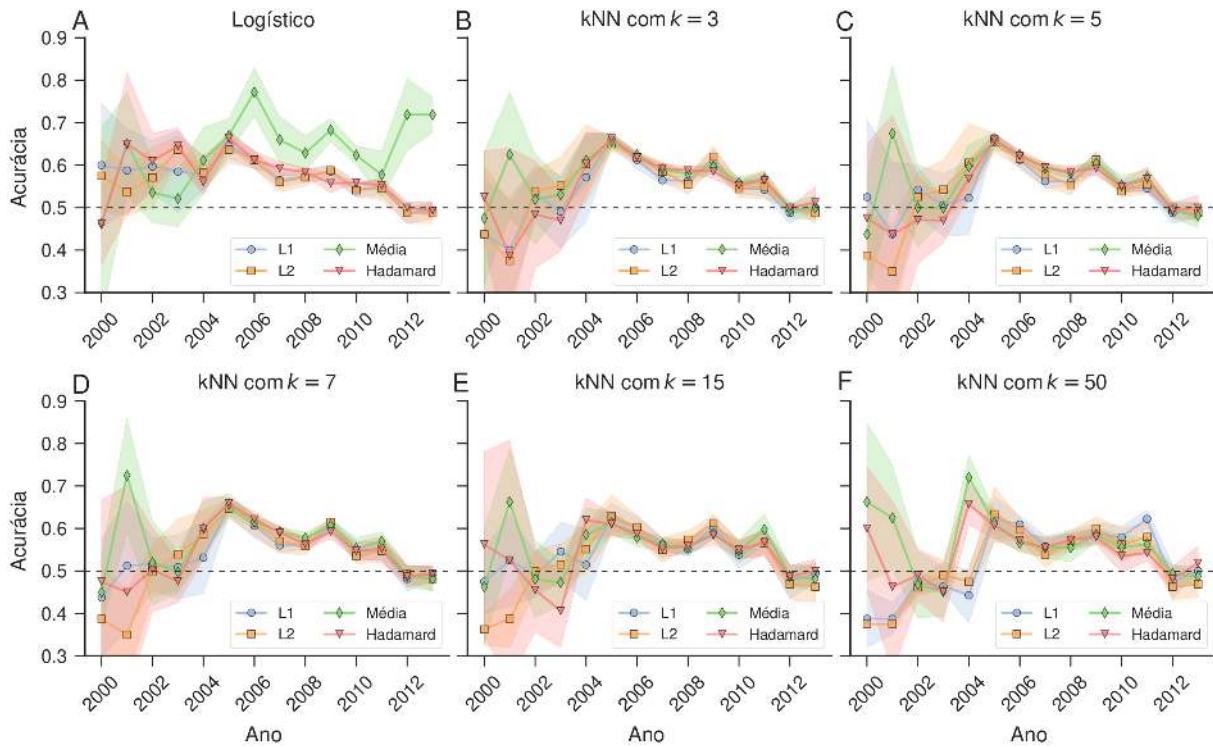 A Logístico
B kNN com k = 3
C kNN com k = 5
Acurácia
0.9
0.8
0.7
0.6
0.5
0.4
0.3
L1 Média
L2 Hadamard
L1 Média
L2 Hadamard
L1 Média
L2 Hadamard
2000 2002 2004 2006 2008 2010 2012
2000 2002 2004 2006 2008 2010 2012
2000 2002 2004 2006 2008 2010 2012
D kNN com k = 7
E kNN com k = 15
F kNN com k = 50
Acurácia
0.9
0.8
0.7
0.6
0.5
0.4
0.3
L1 Média
L2 Hadamard
L1 Média
L2 Hadamard
L1 Média
L2 Hadamard
2000 2002 2004 2006 2008 2010 2012
2000 2002 2004 2006 2008 2010 2012
2000 2002 2004 2006 2008 2010 2012
Ano
Ano
Ano